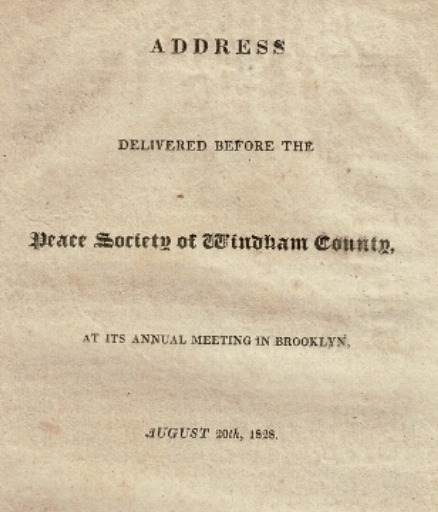 ADDRESS
DELIVERED BEFORE THE
Peace Society of Windham County,
AT ITS ANNUAL MEETING IN BROOKLYN,
AUGUST 20th, 1828.